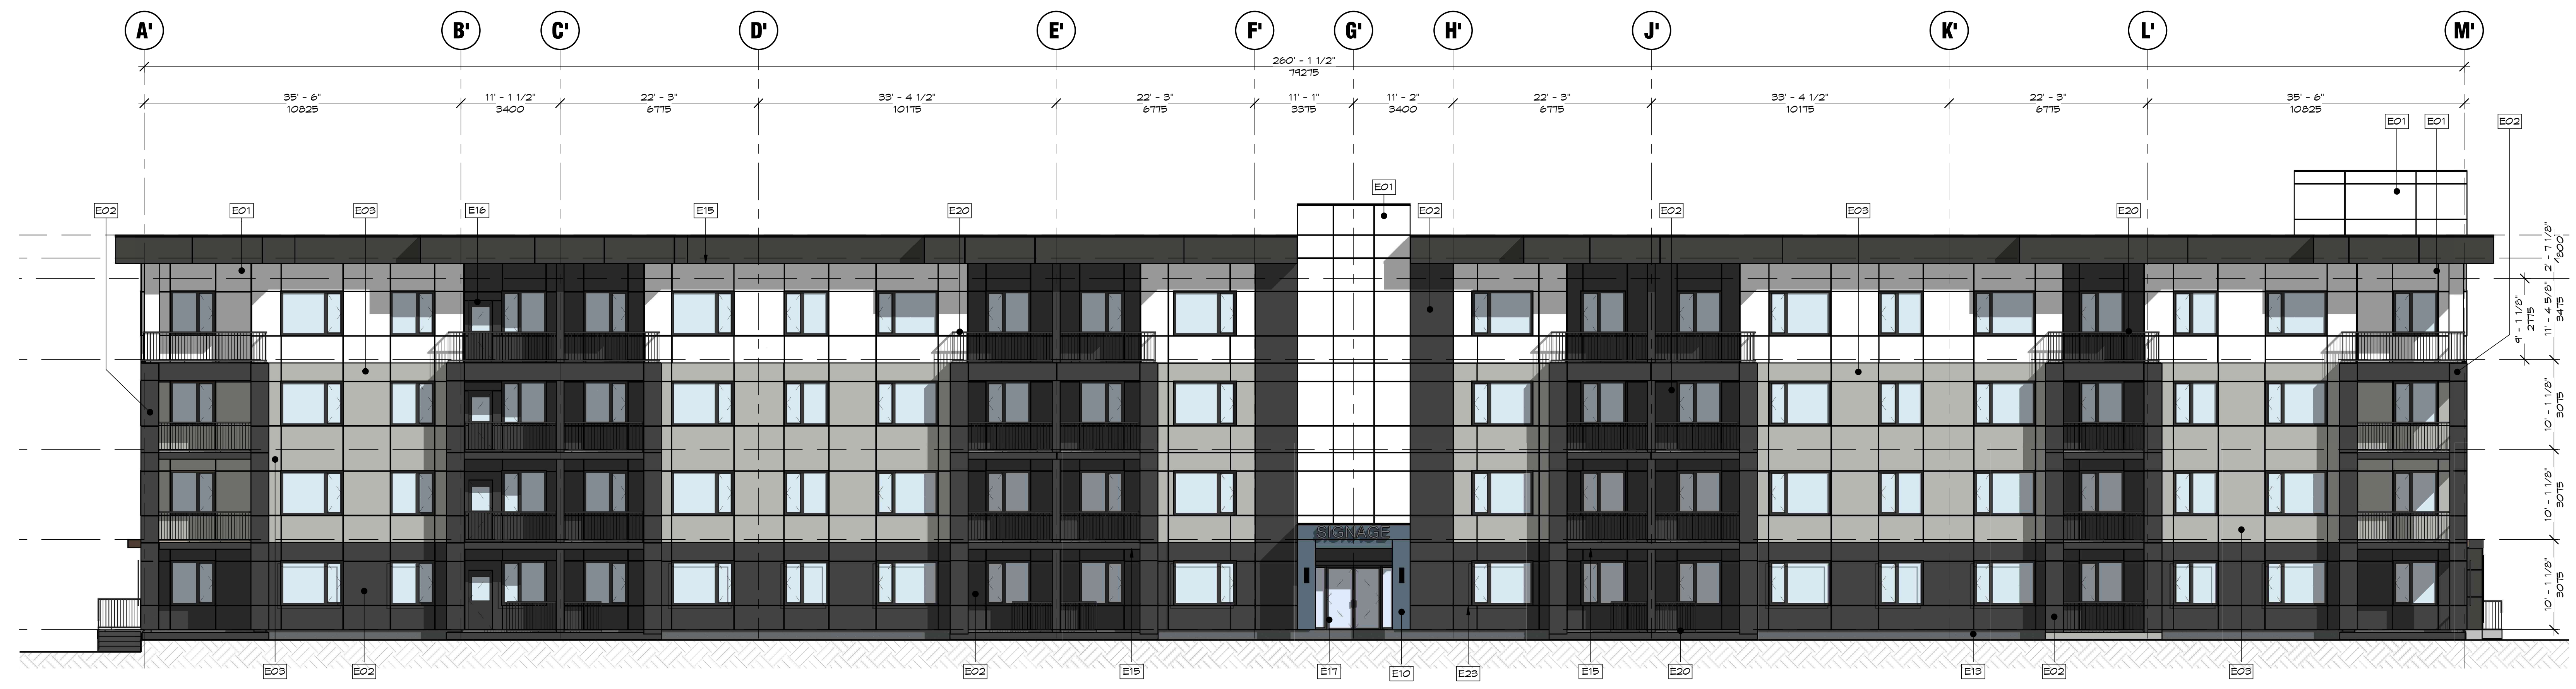 A' B' C' D' E' F' G' H' J' K' L' M'
260' - 1 1/2"
79275
35' - 6" 11' - 1 1/2" 22' - 3" 33' - 4 1/2" 22' - 3" 11' - 1" 11' - 2" 22' - 3" 33' - 4 1/2" 22' - 3" 35' - 6"
10825 3400 6775 10175 6775 3375 3400 6775 10175 6775 10825
E01 E01 E02
E01
E02 E01 E03 E16 E15 E20 E02 E02 E03 E20
2' - 7 1/8"
800
11' - 4 5/8"
3475
9' - 1 1/8"
2775
10' - 1 1/8"
3075
10' - 1 1/8"
3075
10' - 1 1/8"
3075
SIGNAGE
E03 E02 E02 E15 E17 E10 E23 E15 E20 E13 E02 E03